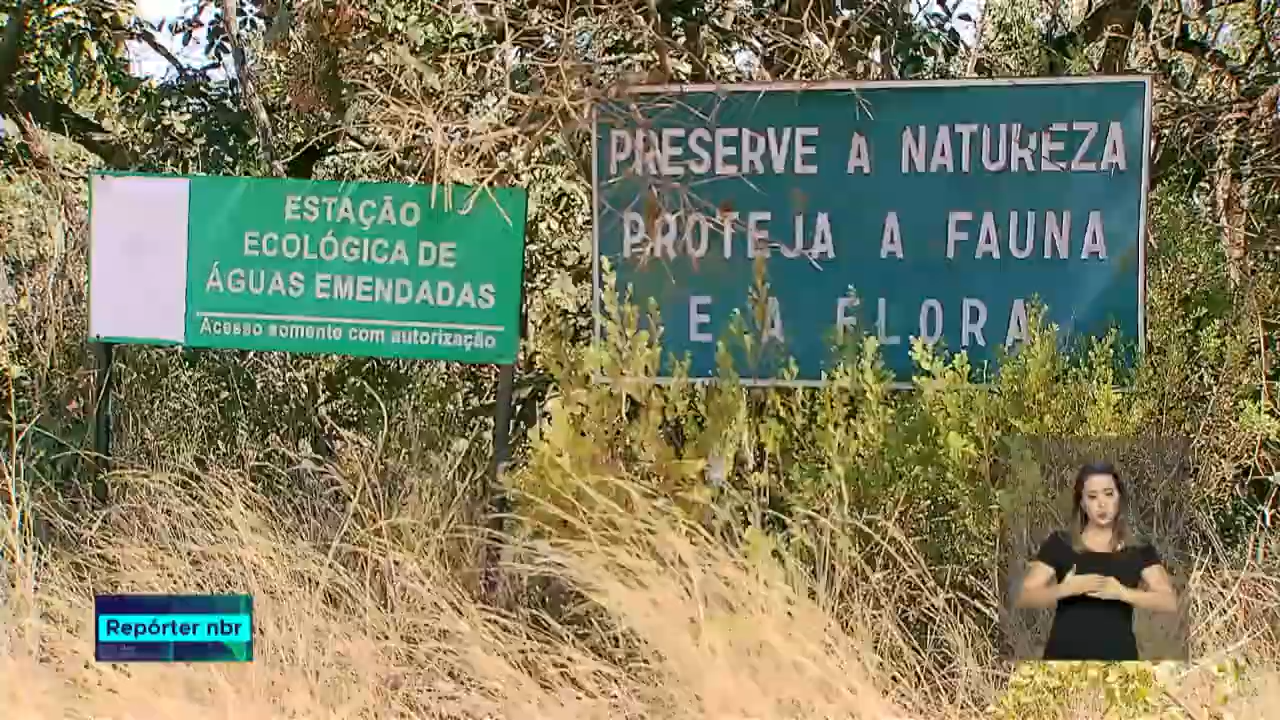 ESTAÇÃO
ECOLÓGICA DE
ÁGUAS EMENDADAS
Acesso somente com autorização
PRESERVE A NATUREZA
PROTEJA A FAUNA
E A FLORA
Repórter nbr